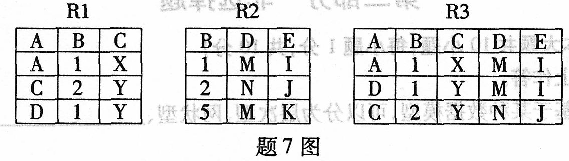 R1 R2 R3
A B C B D E A B C D E
A 1 X 1 M I A 1 X M I
C 2 Y 2 N J D 1 Y M I
D 1 Y 5 M K C 2 Y N J
题7图